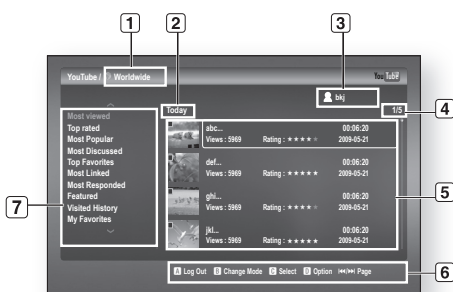 1
2
3
YouTube / Worldwide
You Tube
bkj
Today
1/5
4
Most viewed
Top rated
Most Popular
Most Discussed
Top Favorites
Most Linked
Most Responded
Featured
Visited History
My Favorites
7
abc... 00:06:20
Views : 5969 Rating : ★★★★★ 2009-05-21
def... 00:06:20
Views : 5969 Rating : ★★★★★ 2009-05-21
ghi... 00:06:20
Views : 5969 Rating : ★★★★★ 2009-05-21
jkl... 00:06:20
Views : 5969 Rating : ★★★★★ 2009-05-21
5
A Log Out B Change Mode C Select D Option ⏮/⏭ Page
6